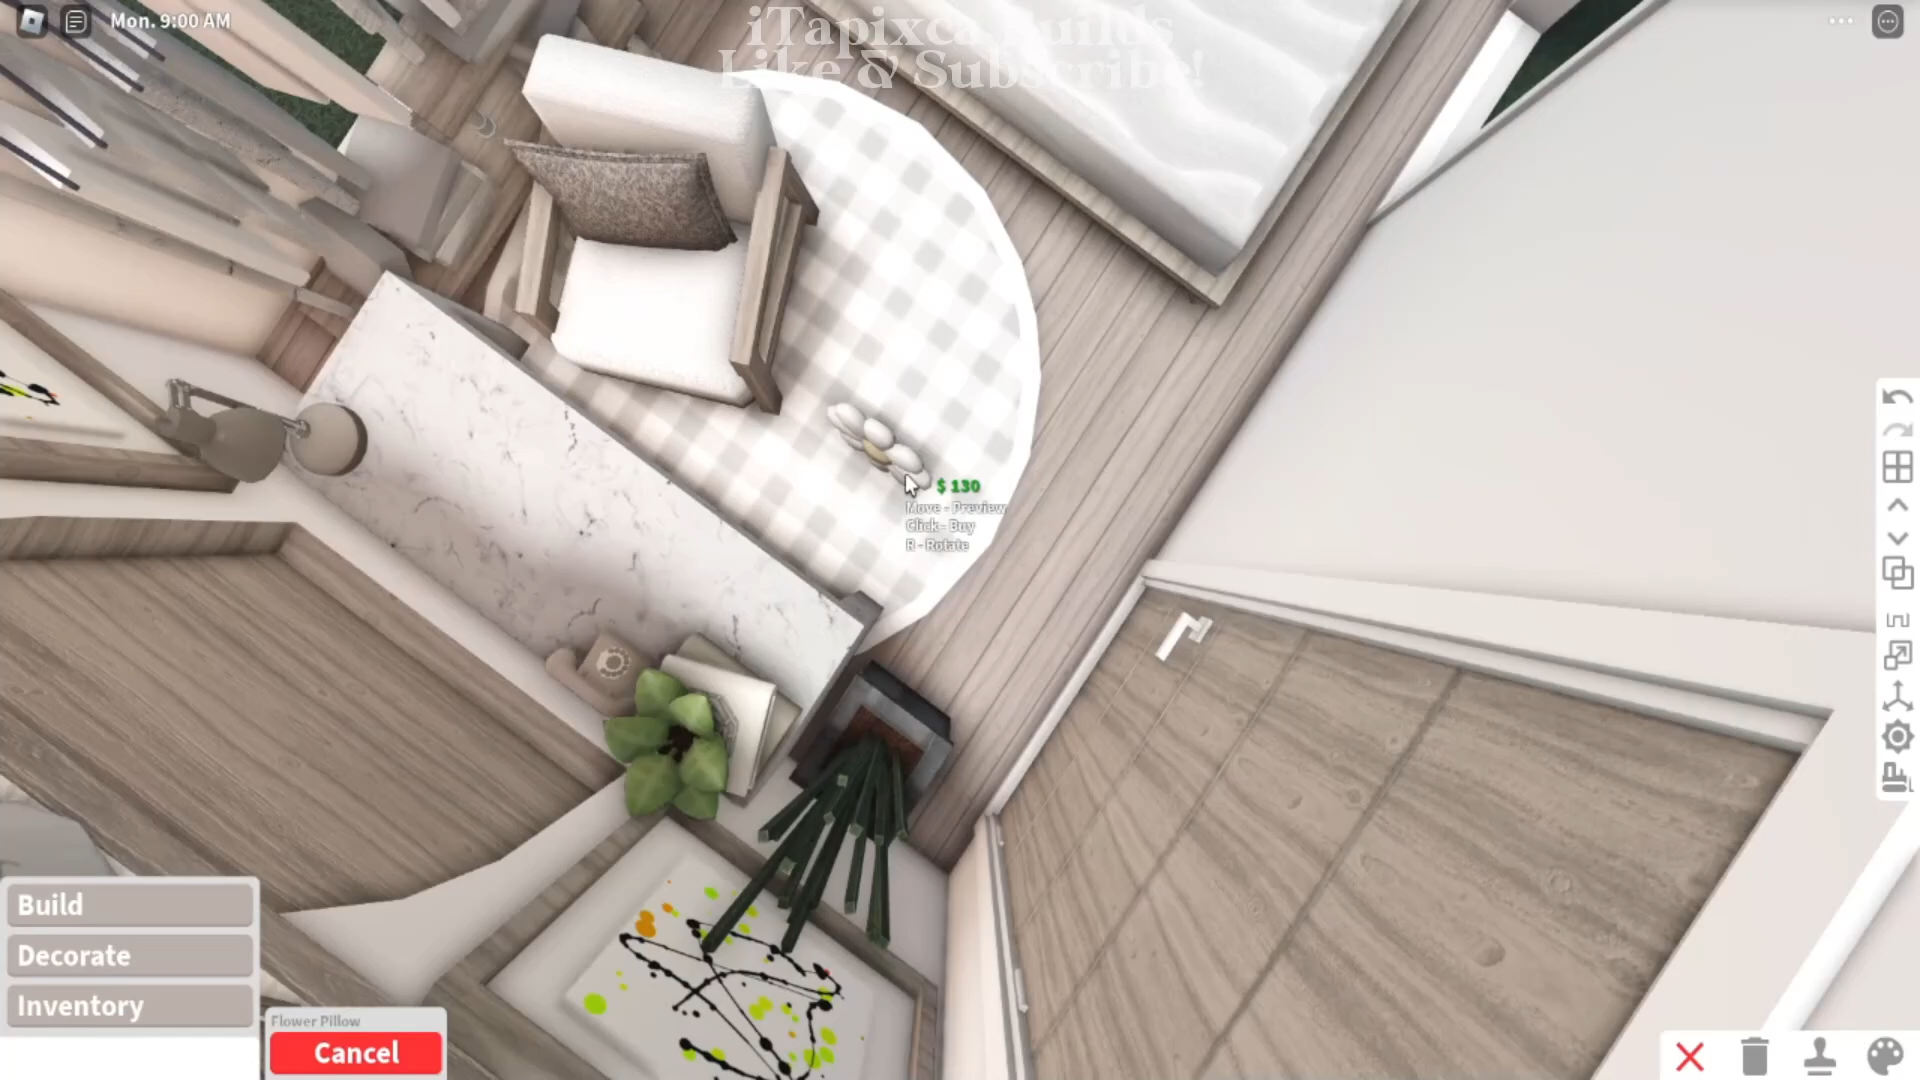 Mon. 9:00 AM
iTapixca Builds
Like & Subscribe!
$ 130
Move - Preview
Click - Buy
R - Rotate
Build
Decorate
Inventory
Flower Pillow
Cancel